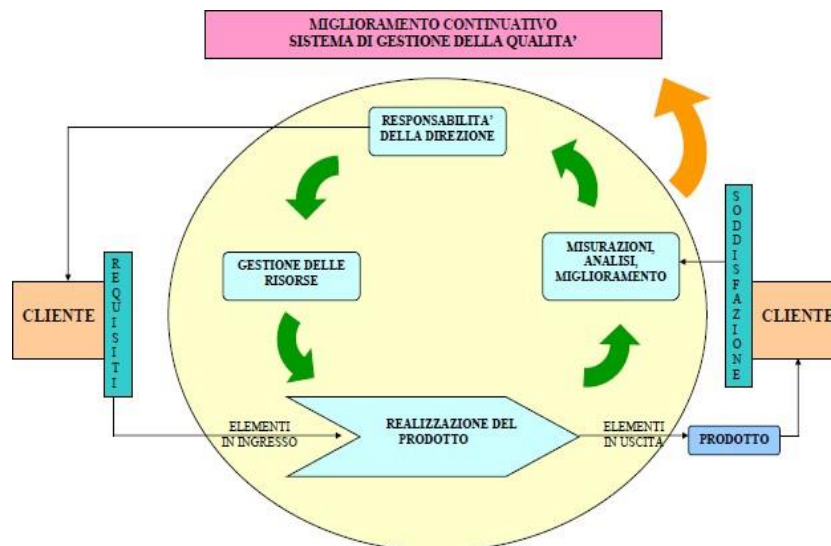 MIGLIORAMENTO CONTINUATIVO
SISTEMA DI GESTIONE DELLA QUALITA'
RESPONSABILITA'
DELLA DIREZIONE
GESTIONE DELLE
RISORSE
MISURAZIONI,
ANALISI,
MIGLIORAMENTO
CLIENTE
REQUISITI
SODDISFAZIONE
CLIENTE
ELEMENTI
IN INGRESSO
REALIZZAZIONE DEL
PRODOTTO
ELEMENTI
IN USCITA
PRODOTTO